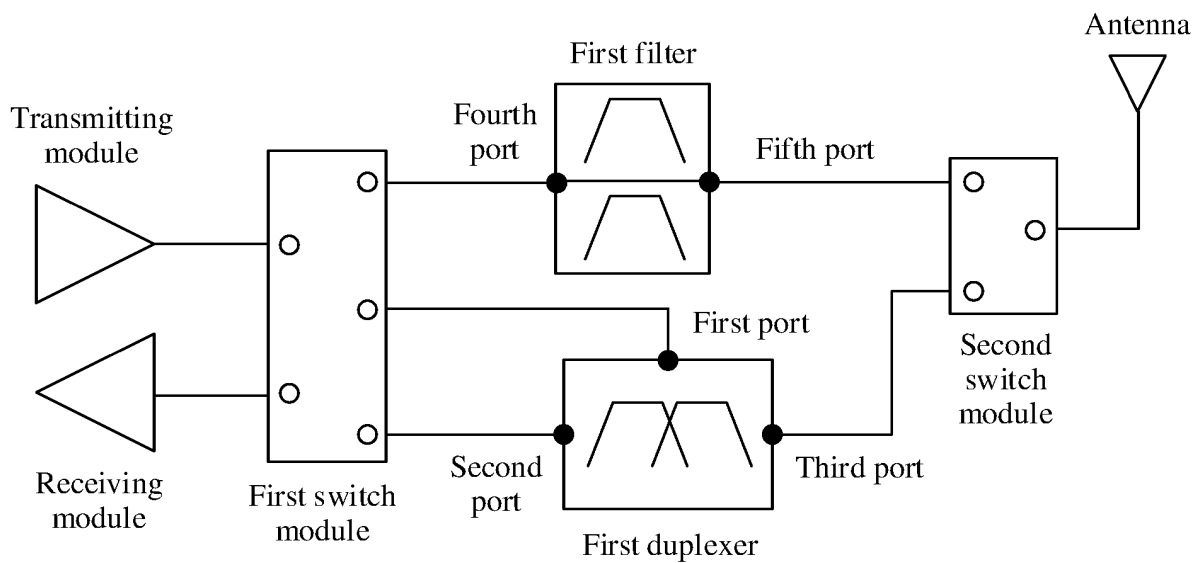 Antenna
First filter
Transmitting
module
Fourth
port
Fifth port
First port
Second
switch
module
Second
port
Third port
Receiving
module
First switch
module
First duplexer